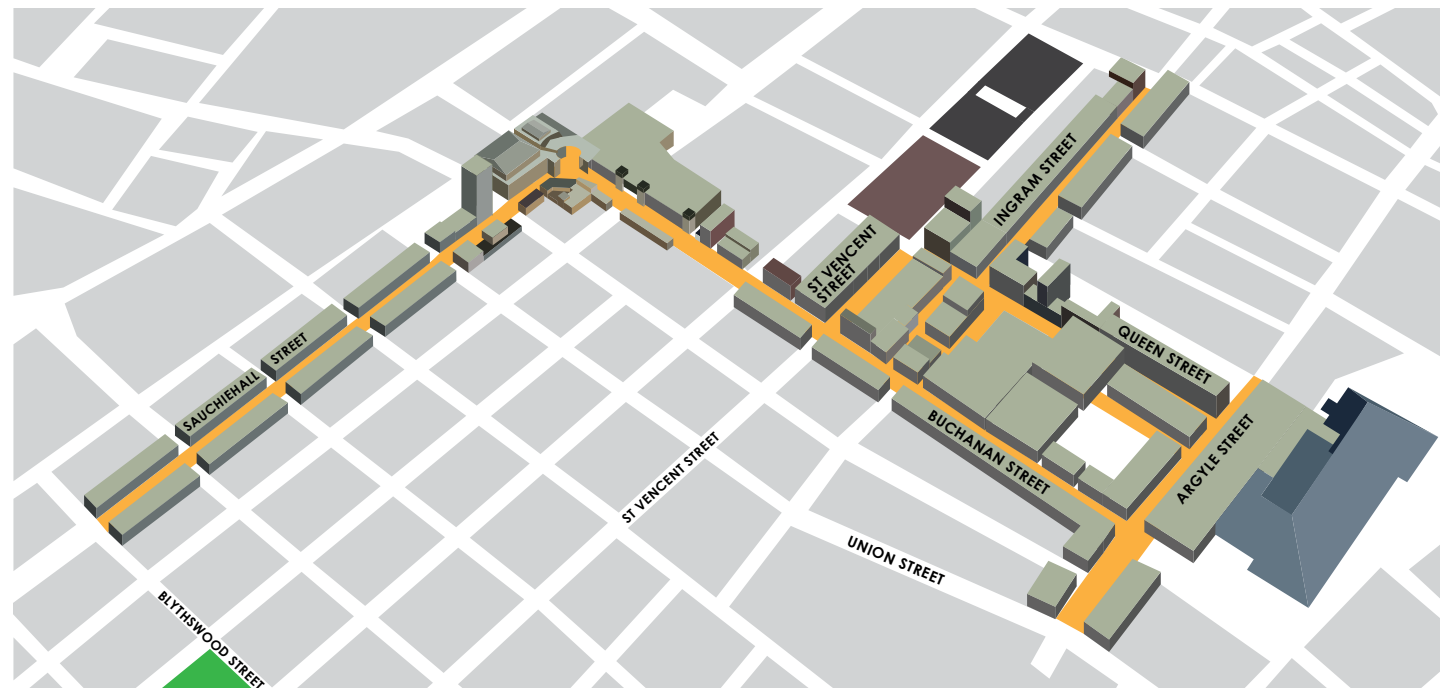 INGRAM STREET
ST VENCENT
STREET
QUEEN STREET
STREET
SAUCHIEHALL
BUCHANAN STREET
ARGYLE STREET
ST VENCENT STREET
UNION STREET
BLYTHSWOOD STREET